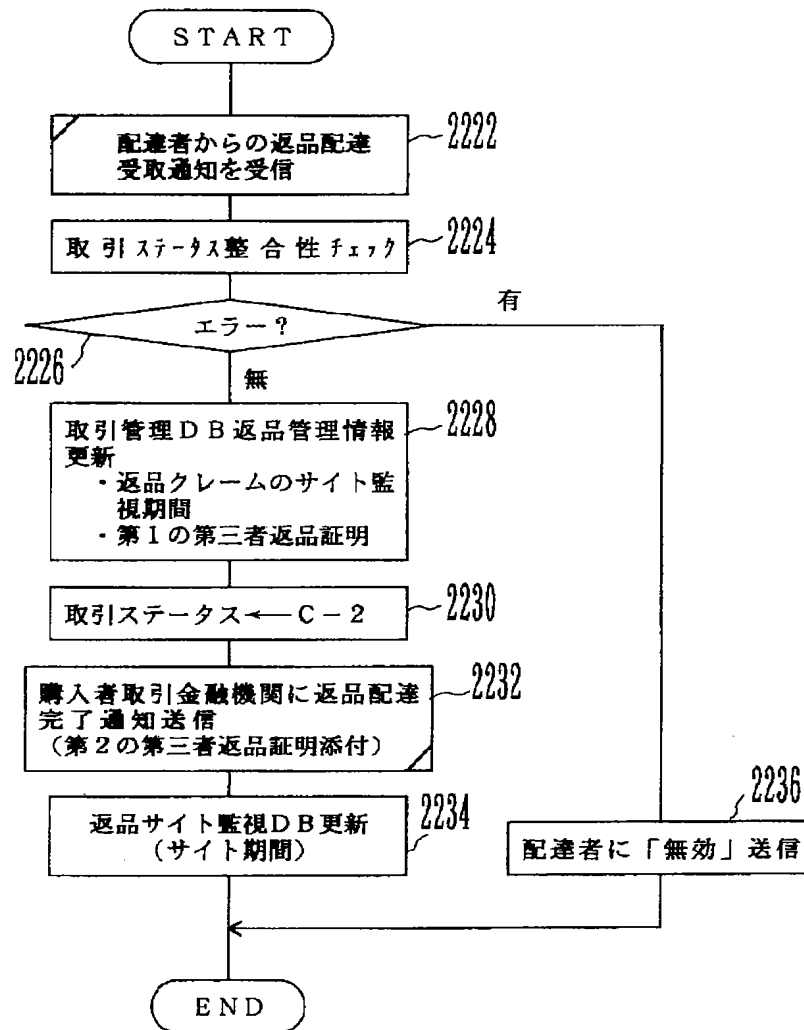 START
配達者からの返品配達
受取通知を受信
2222
取引ステータス整合性チェック
2224
エラー?
有
2226
無
取引管理DB返品管理情報
更新
・返品クレームのサイト監
視期間
・第1の第三者返品証明
2228
取引ステータス←C-2
2230
購入者取引金融機関に返品配達
完了通知送信
(第2の第三者返品証明添付)
2232
返品サイト監視DB更新
(サイト期間)
2234
2236
配達者に「無効」送信
END